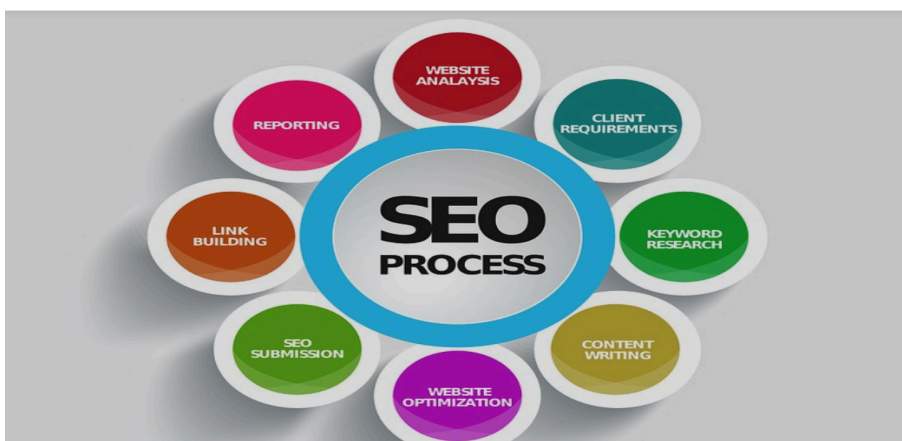 SEO
PROCESS
WEBSITE
ANALAYSIS
CLIENT
REQUIREMENTS
KEYWORD
RESEARCH
CONTENT
WRITING
WEBSITE
OPTIMIZATION
SEO
SUBMISSION
LINK
BUILDING
REPORTING